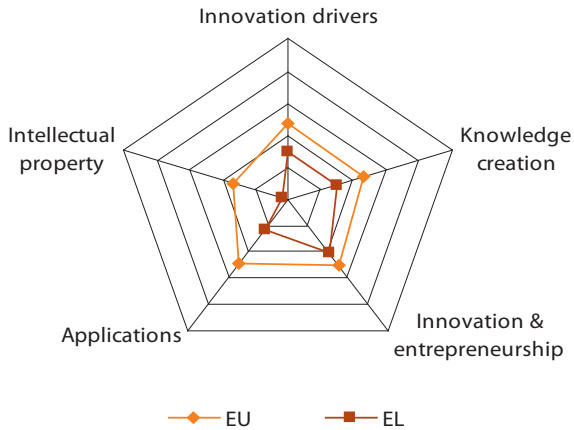 Innovation drivers
Intellectual
property
Knowledge
creation
Applications
Innovation &
entrepreneurship
EU
EL